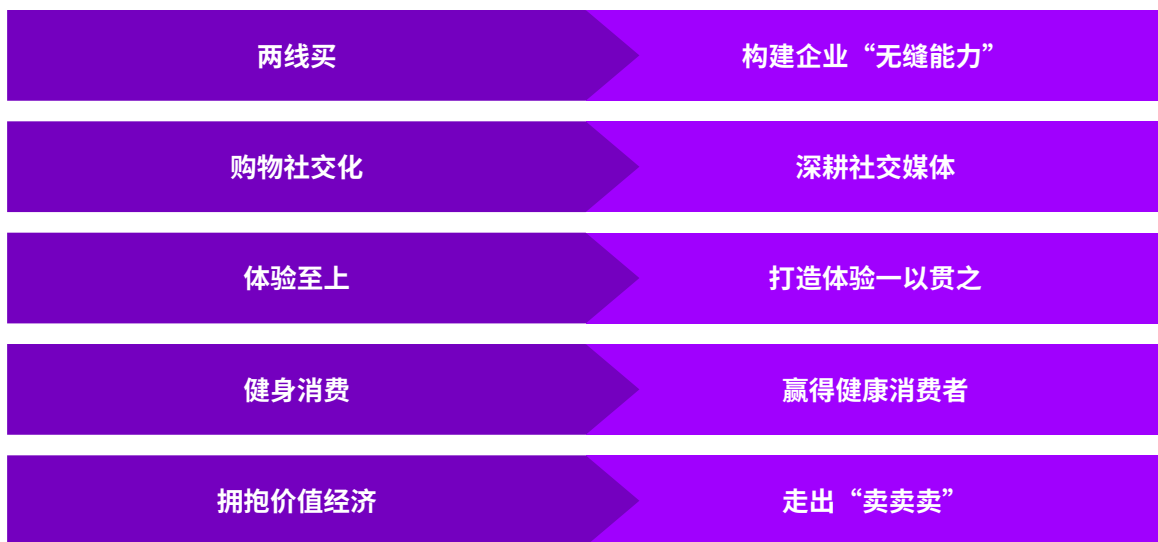 两线买
构建企业“无缝能力”
购物社交化
深耕社交媒体
体验至上
打造体验一以贯之
健身消费
赢得健康消费者
拥抱价值经济
走出“卖卖卖”